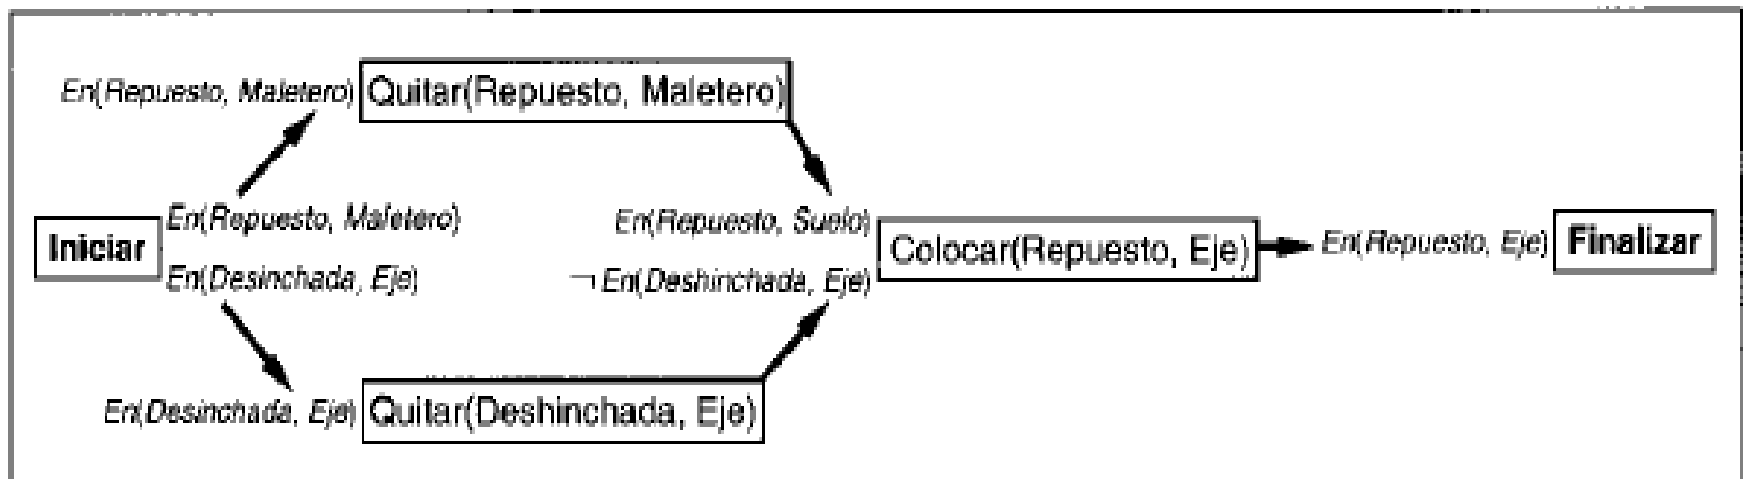 En(Repuesto, Maletero) Quitar(Repuesto, Maletero)
En(Repuesto, Maletero)
En(Repuesto, Suelo)
Iniciar
Colocar(Repuesto, Eje)
En(Repuesto, Eje) Finalizar
En(Desinchada, Eje)
¬ En(Deshinchada, Eje)
En(Desinchada, Eje) Quitar(Deshinchada, Eje)